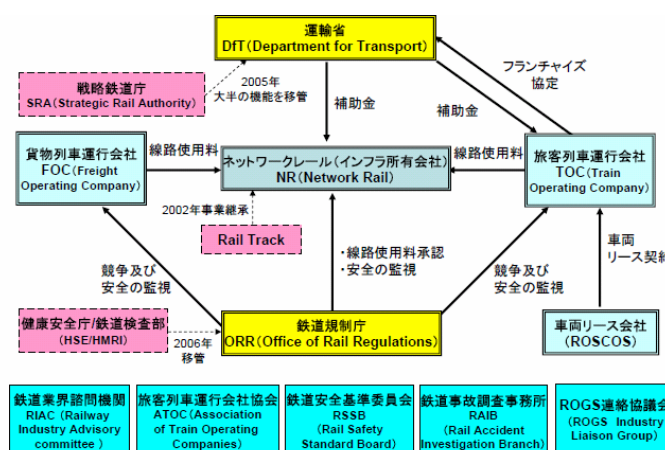 運輸省
DfT(Department for Transport)
フランチャイズ
協定
戦略鉄道庁
SRA(Strategic Rail Authority)
2005年
大半の機能を移管
補助金
補助金
貨物列車運行会社
FOC(Freight
Operating Company)
線路使用料
ネットワークレール(インフラ所有会社)
NR(Network Rail)
線路使用料
旅客列車運行会社
TOC(Train
Operating Company)
2002年事業継承
Rail Track
・線路使用料承認
・安全の監視
車両
リース契約
競争及び
安全の監視
競争及び
安全の監視
健康安全庁/鉄道検査部
(HSE/HMRI)
2006年
移管
鉄道規制庁
ORR(Office of Rail Regulations)
車両リース会社
(ROSCOS)
鉄道業界諮問機関
RIAC (Railway
Industry Advisory
committee )
旅客列車運行会社協会
ATOC(Association
of Train Operating
Companies)
鉄道安全基準委員会
RSSB
(Rail Safety
Standard Board)
鉄道事故調査事務所
RAIB
(Rail Accident
Investigation Branch)
ROGS連絡協議会
(ROGS Industry
Liaison Group)